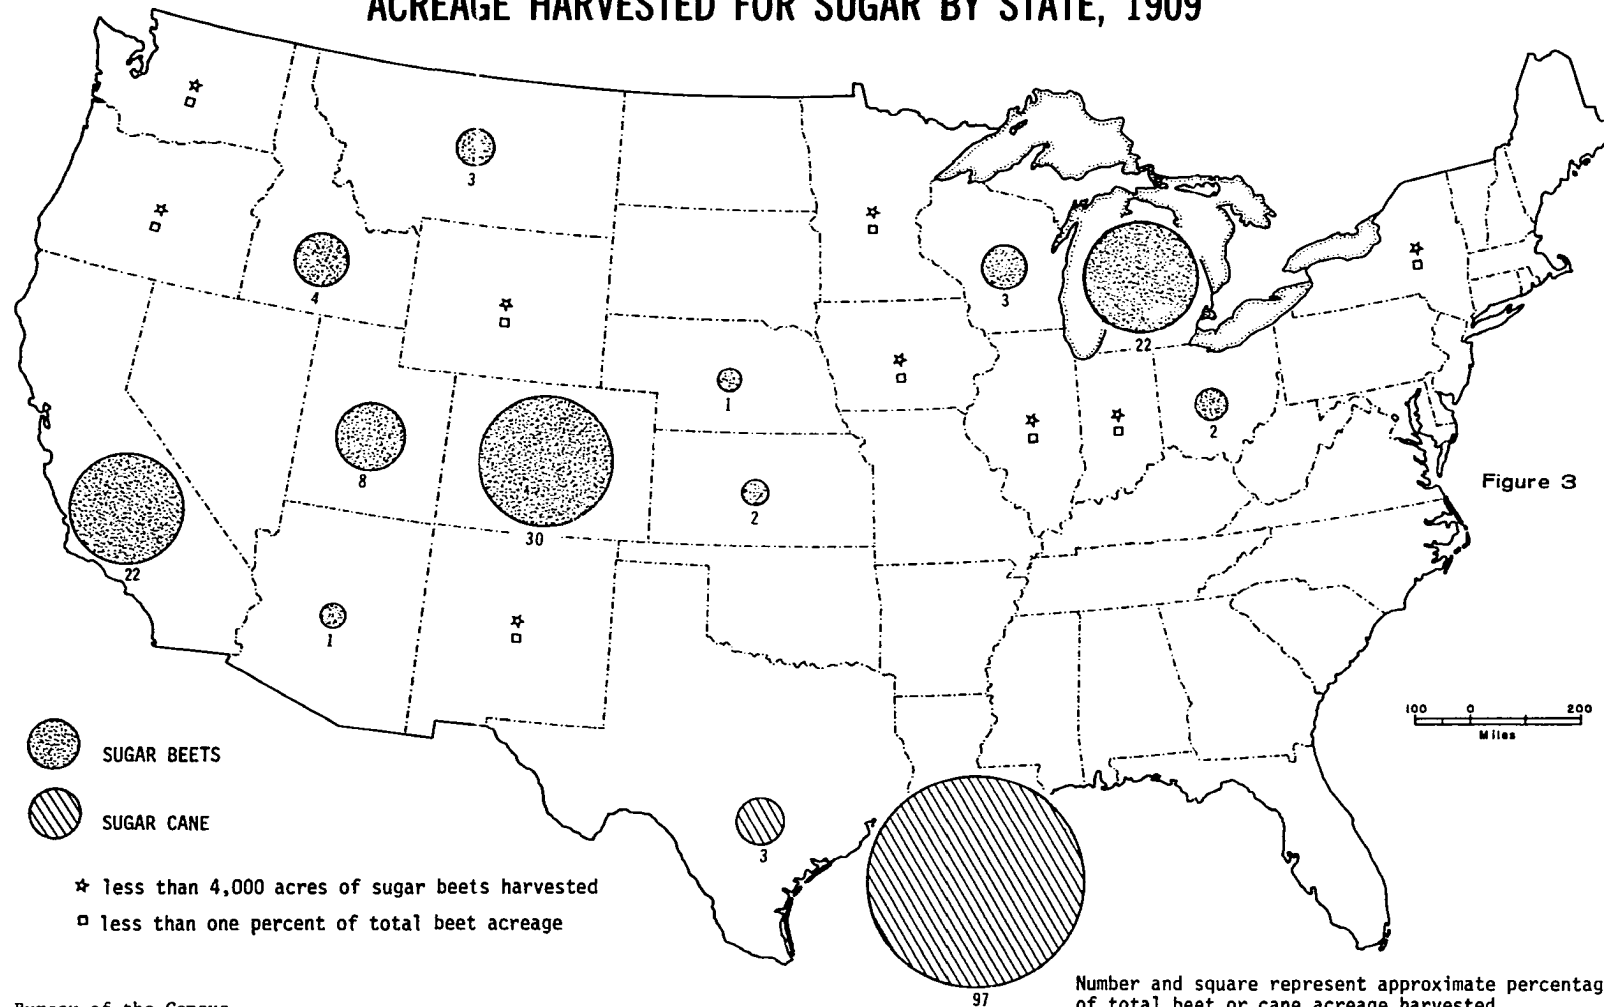 ACREAGE HARVESTED FOR SUGAR BY STATE, 1909
3
4
3
22
1
2
8
2
30
22
1
Figure 3
100 0 200
Miles
SUGAR BEETS
SUGAR CANE
3
less than 4,000 acres of sugar beets harvested
less than one percent of total beet acreage
97
Number and square represent approximate percentag
of total beet or cane acreage harvested
Bureau of the Census